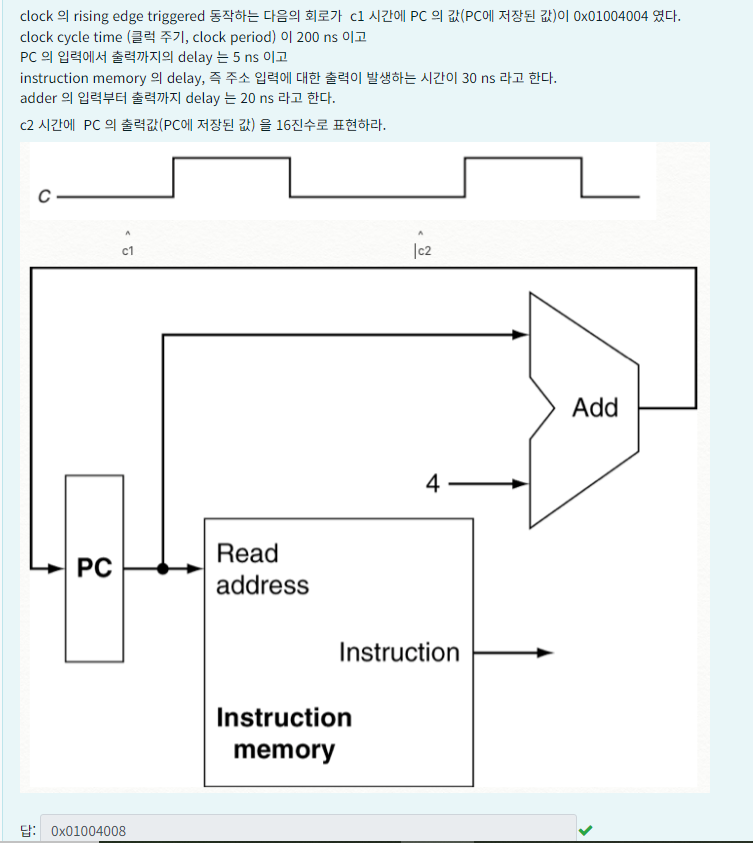 clock 의 rising edge triggered 동작하는 다음의 회로가 c1 시간에 PC 의 값(PC에 저장된 값)이 0x01004004 였다.
clock cycle time (클럭 주기, clock period) 이 200 ns 이고
PC 의 입력에서 출력까지의 delay 는 5 ns 이고
instruction memory 의 delay, 즉 주소 입력에 대한 출력이 발생하는 시간이 30 ns 라고 한다.
adder 의 입력부터 출력까지 delay 는 20 ns 라고 한다.
c2 시간에 PC 의 출력값(PC에 저장된 값) 을 16진수로 표현하라.
C
^ ^
c1 |c2
Add
4
PC
Read
address
Instruction
Instruction
memory
답: 0x01004008